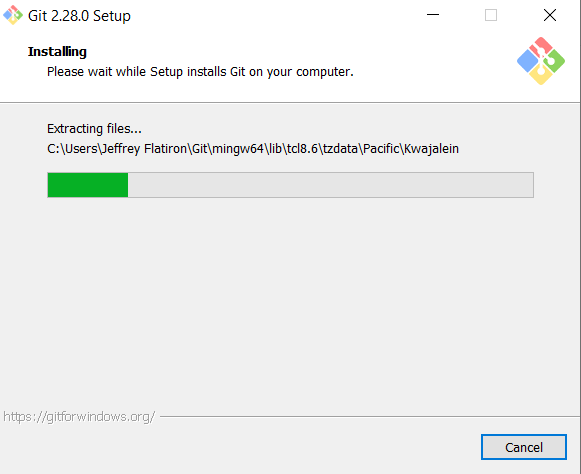 Git 2.28.0 Setup
Installing
Please wait while Setup installs Git on your computer.
Extracting files...
C:\Users\Jeffrey Flatiron\Git\mingw64\lib\tcl8.6\tzdata\Pacific\Kwajalein
https://gitforwindows.org/
Cancel